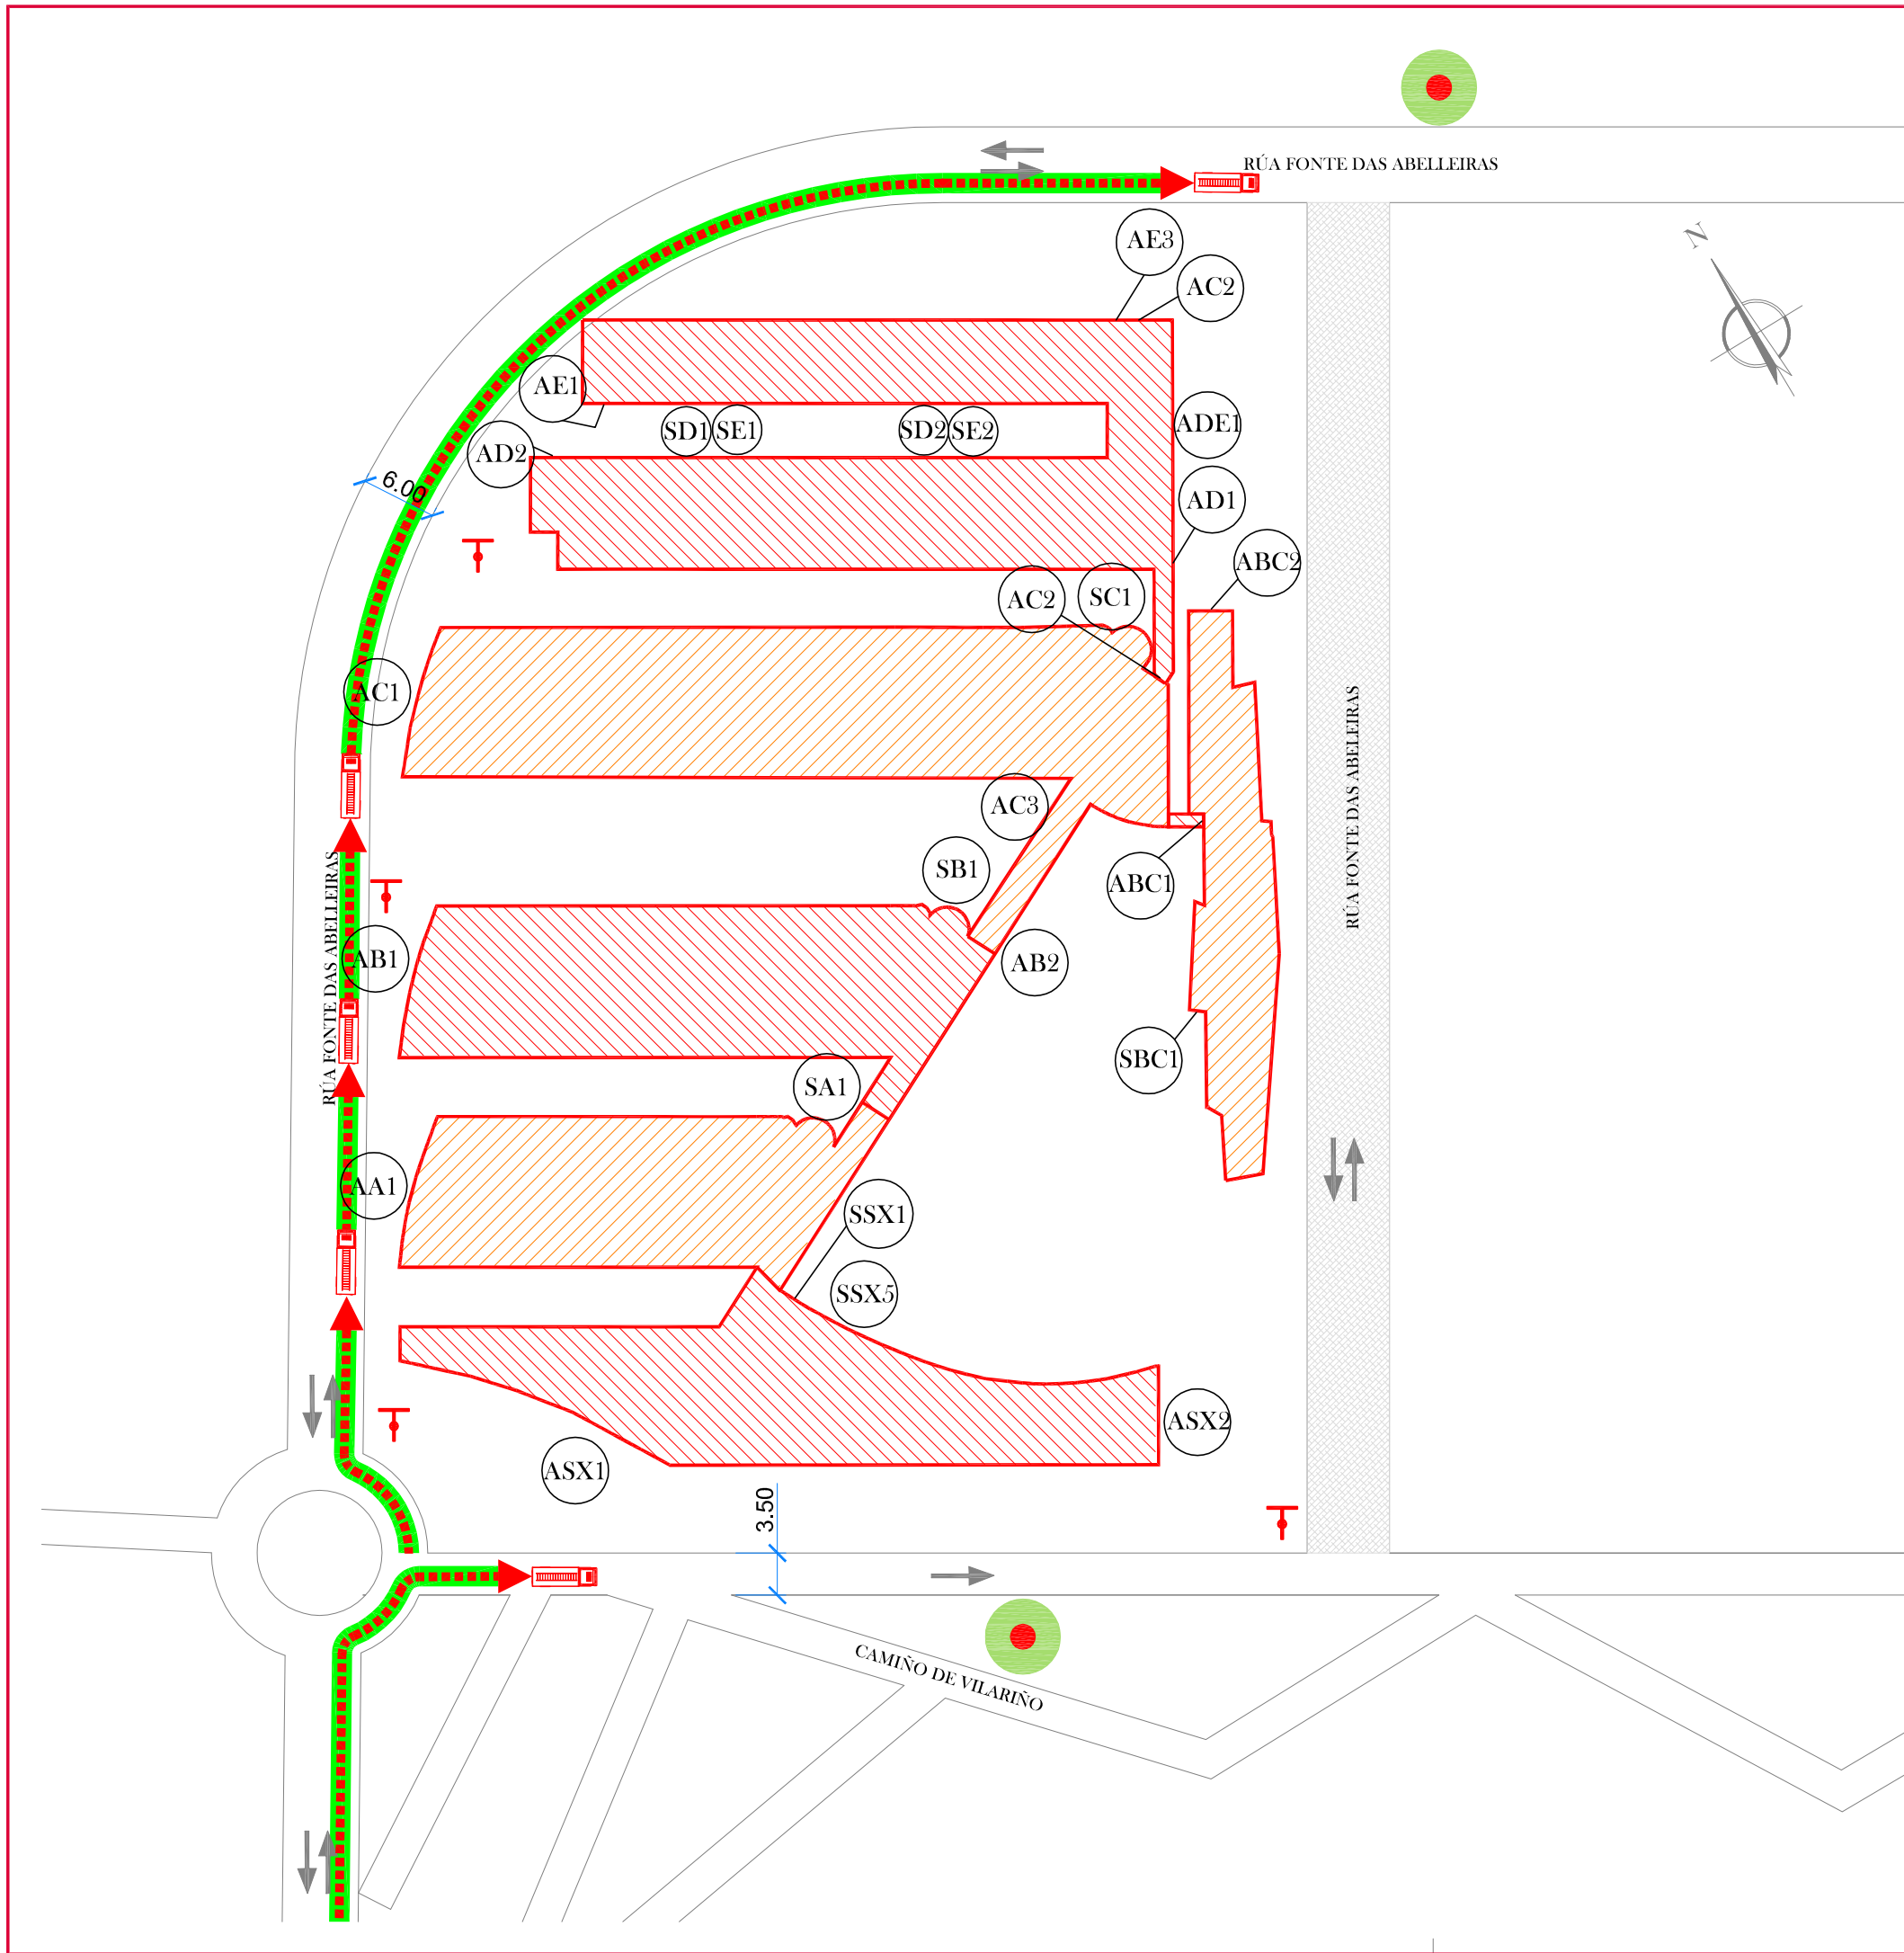 RÚA FONTE DAS ABELLEIRAS
N
AE3
AC2
AE1
SD1
SE1
SD2
SE2
ADE1
AD2
6.00
AD1
ABC2
AC2
SC1
AC1
RÚA FONTE DAS ABELEIRAS
AC3
SB1
ABC1
RÚA FONTE DAS ABELLEIRAS
AB1
AB2
SBC1
SA1
AA1
SSX1
SSX5
ASX2
ASX1
3.50
CAMIÑO DE VILARIÑO